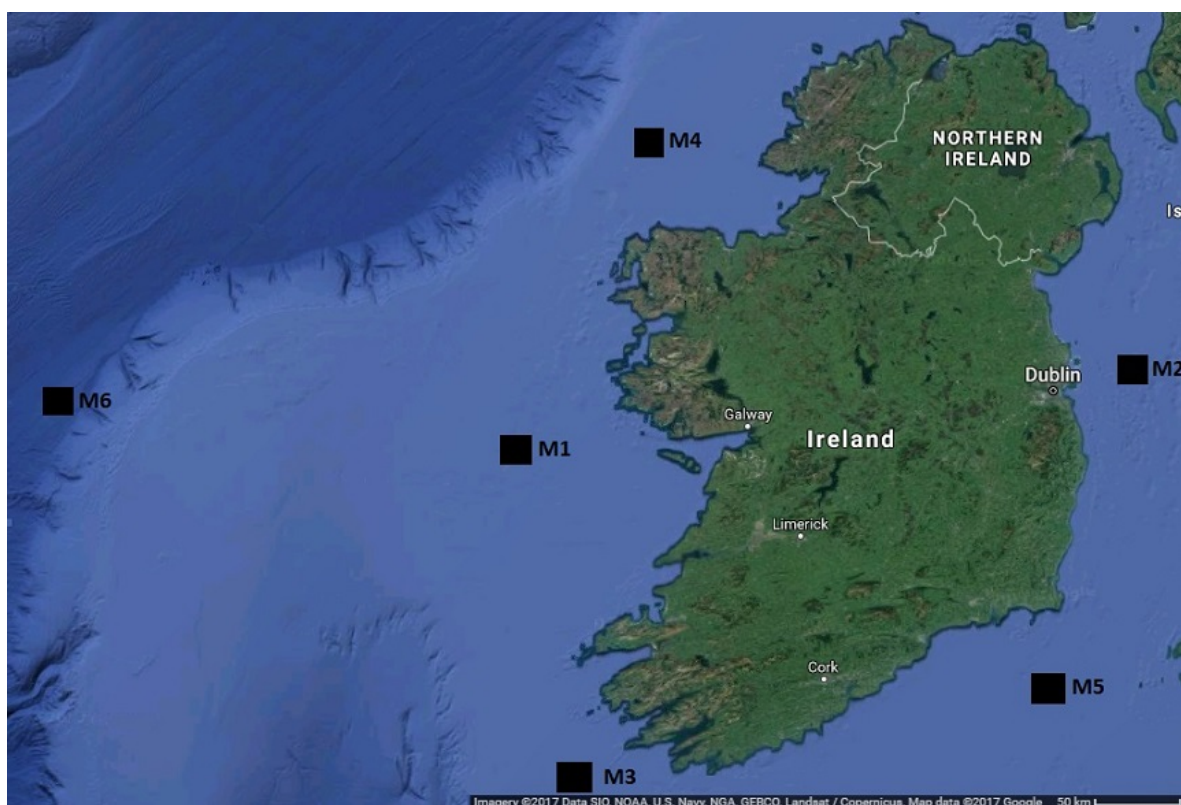 M4
NORTHERN
IRELAND
Is
M2
Dublin
M6
Galway
Ireland
M1
Limerick
Cork
M5
M3
Imagery ©2017 Data SIO, NOAA, U.S. Navy, NGA, GEBCO, Landsat / Copernicus, Map data ©2017 Google 50 km